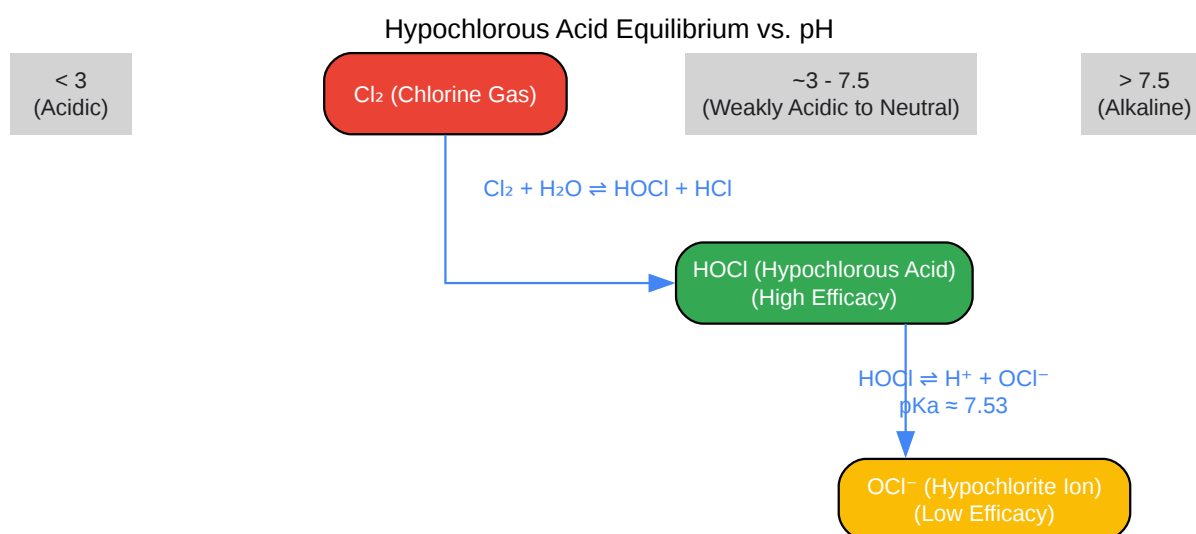 Hypochlorous Acid Equilibrium vs. pH
< 3
(Acidic)
Cl₂ (Chlorine Gas)
~3 - 7.5
(Weakly Acidic to Neutral)
> 7.5
(Alkaline)
Cl₂ + H₂O ⇌ HOCl + HCl
HOCl (Hypochlorous Acid)
(High Efficacy)
HOCl ⇌ H⁺ + OCl⁻
pKa ≈ 7.53
OCl⁻ (Hypochlorite Ion)
(Low Efficacy)